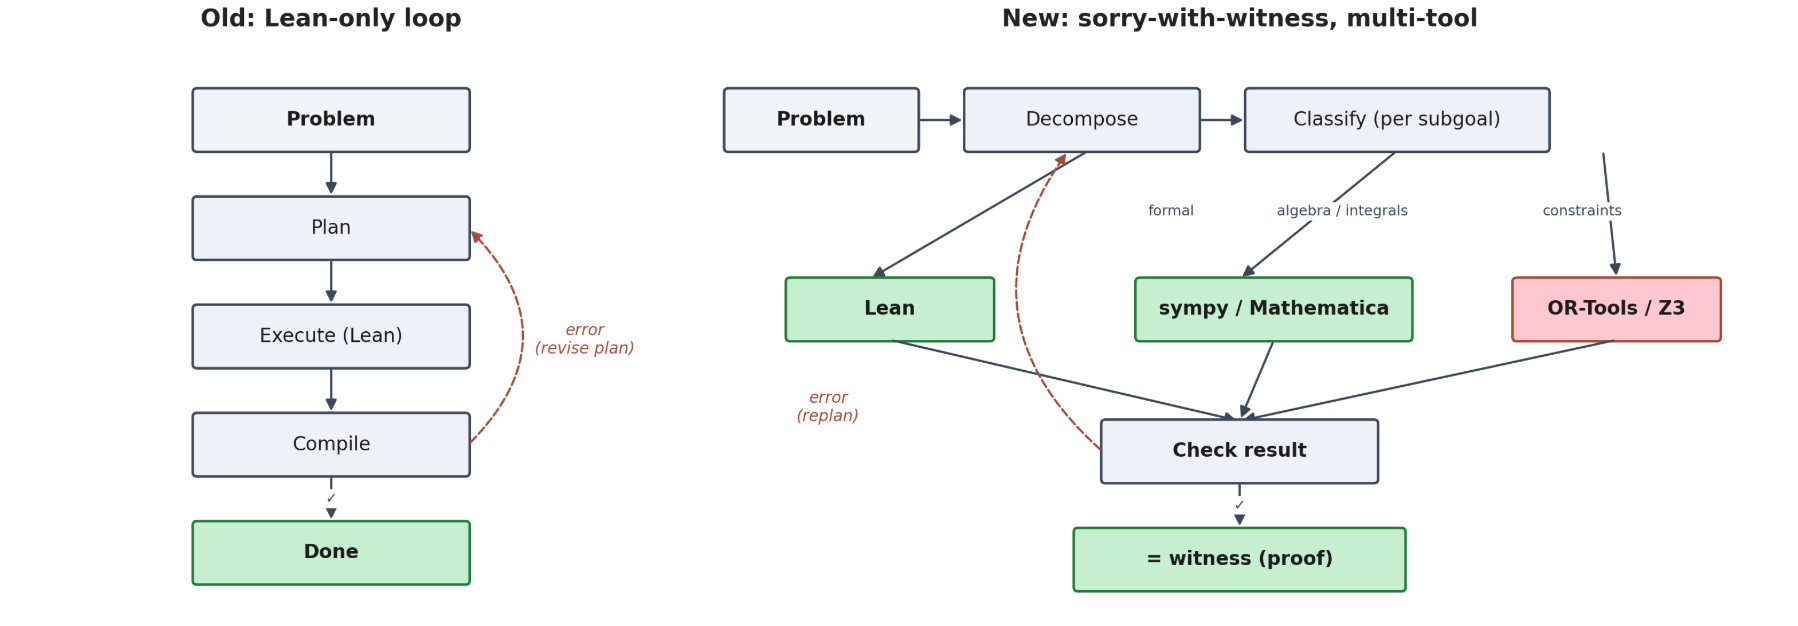 Old: Lean-only loop
Problem
Plan
Execute (Lean)
error
(revise plan)
Compile
✓
Done
New: sorry-with-witness, multi-tool
Problem
Decompose
Classify (per subgoal)
formal
algebra / integrals
constraints
Lean
sympy / Mathematica
OR-Tools / Z3
error
(replan)
Check result
✓
= witness (proof)